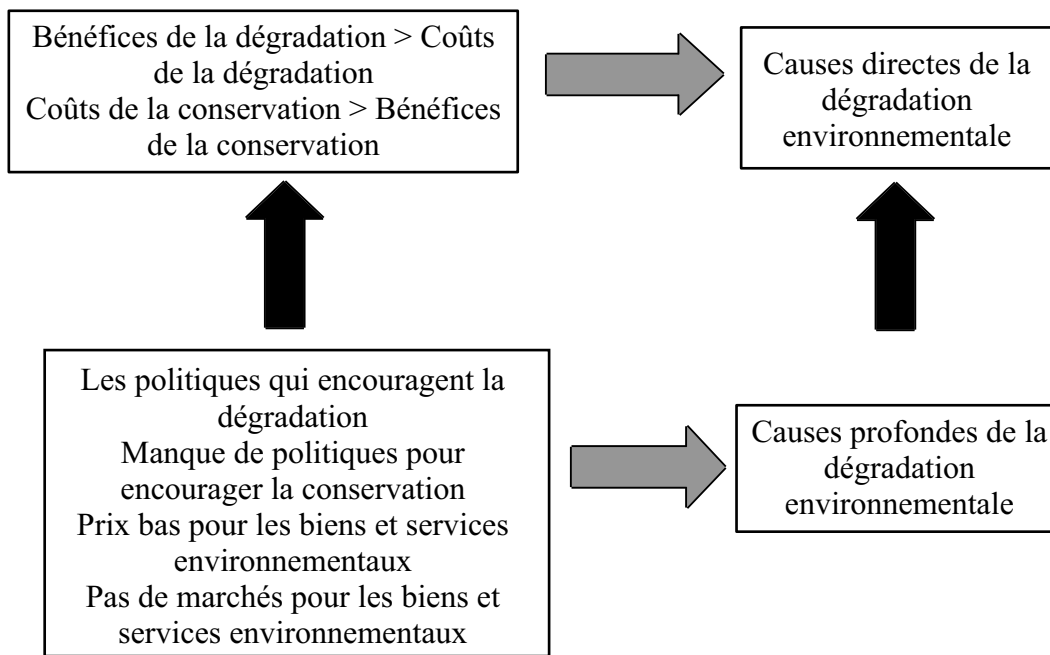 Bénéfices de la dégradation > Coûts
de la dégradation
Coûts de la conservation > Bénéfices
de la conservation
Causes directes de la
dégradation
environnementale
Les politiques qui encouragent la
dégradation
Manque de politiques pour
encourager la conservation
Prix bas pour les biens et services
environnementaux
Pas de marchés pour les biens et
services environnementaux
Causes profondes de la
dégradation
environnementale